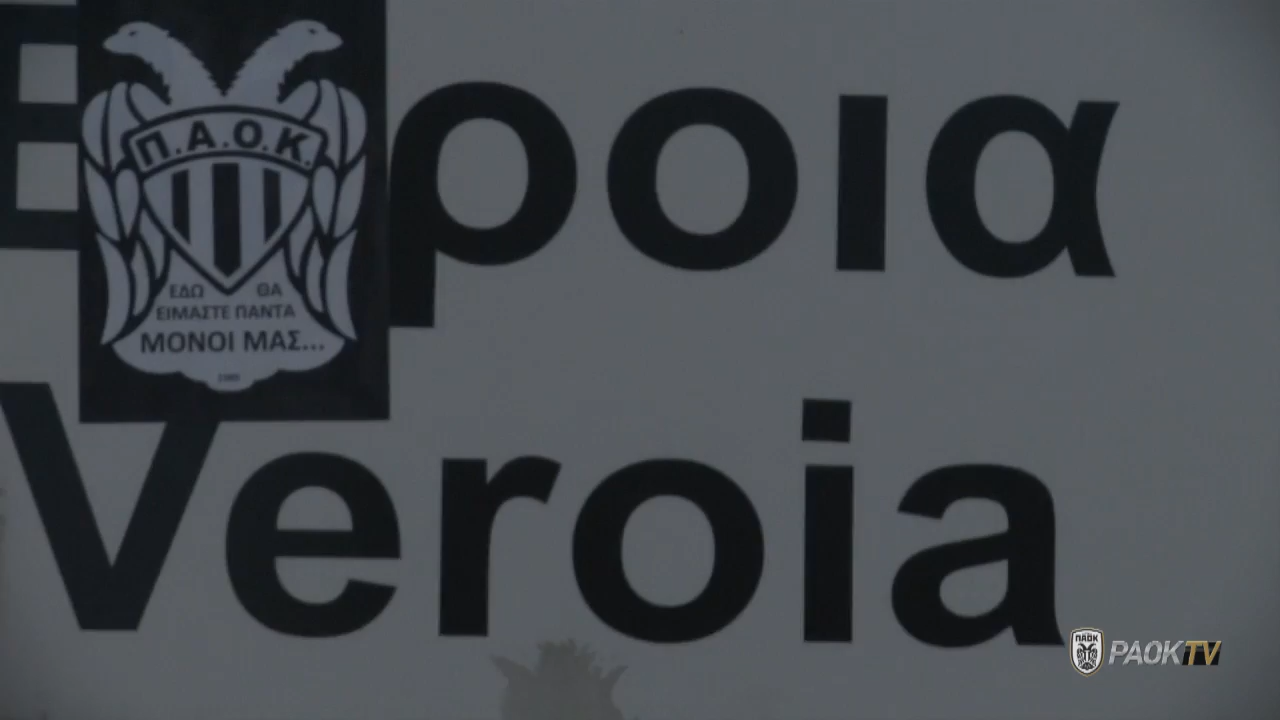 Β ροια
Π.Α.Ο.Κ.
ΕΔΩ ΘΑ
ΕΙΜΑΣΤΕ ΠΑΝΤΑ
ΜΟΝΟΙ ΜΑΣ...
Veroia
ΠΑΟΚ
PAOKTV